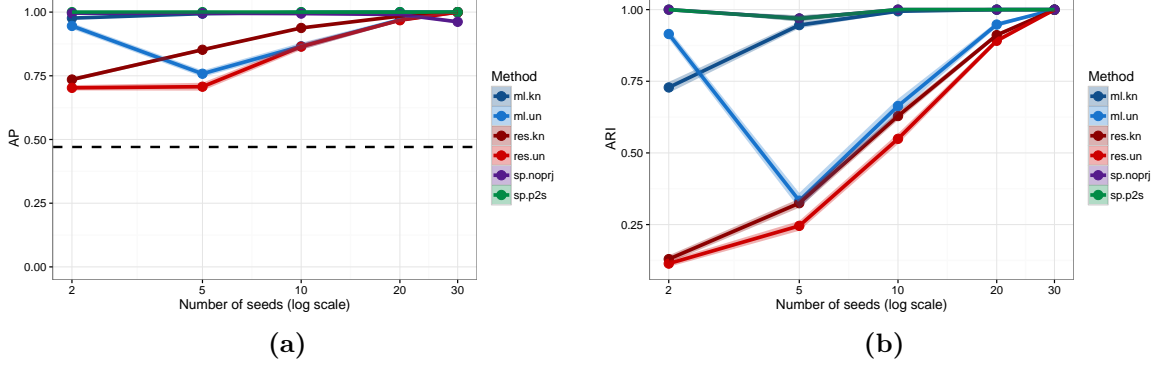 1.00
0.75
0.50
0.25
0.00
AP
2
5
10
20
30
Number of seeds (log scale)
Method
ml.kn
ml.un
res.kn
res.un
sp.noprj
sp.p2s
(a)
1.00
0.75
0.50
0.25
ARI
2
5
10
20
30
Number of seeds (log scale)
Method
ml.kn
ml.un
res.kn
res.un
sp.noprj
sp.p2s
(b)